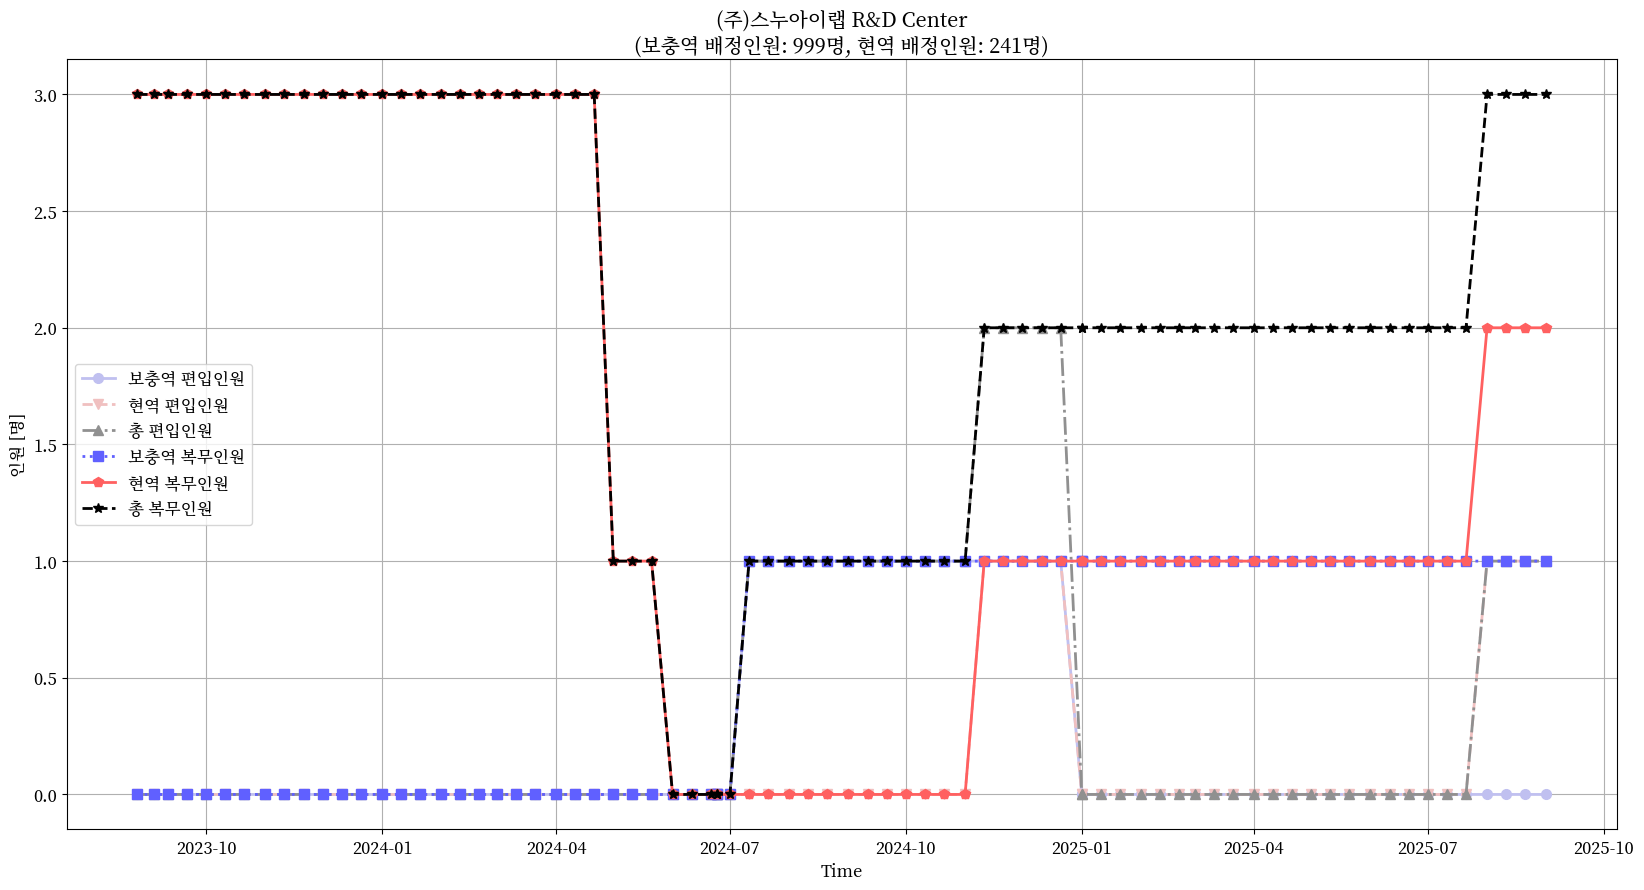 (주)스누아이랩 R&D Center
(보충역 배정인원: 999명, 현역 배정인원: 241명)
3.0
2.5
2.0
1.5
1.0
0.5
0.0
인원 [명]
보충역 편입인원
현역 편입인원
총 편입인원
보충역 복무인원
현역 복무인원
총 복무인원
2023-10
2024-01
2024-04
2024-07
2024-10
2025-01
2025-04
2025-07
2025-10
Time